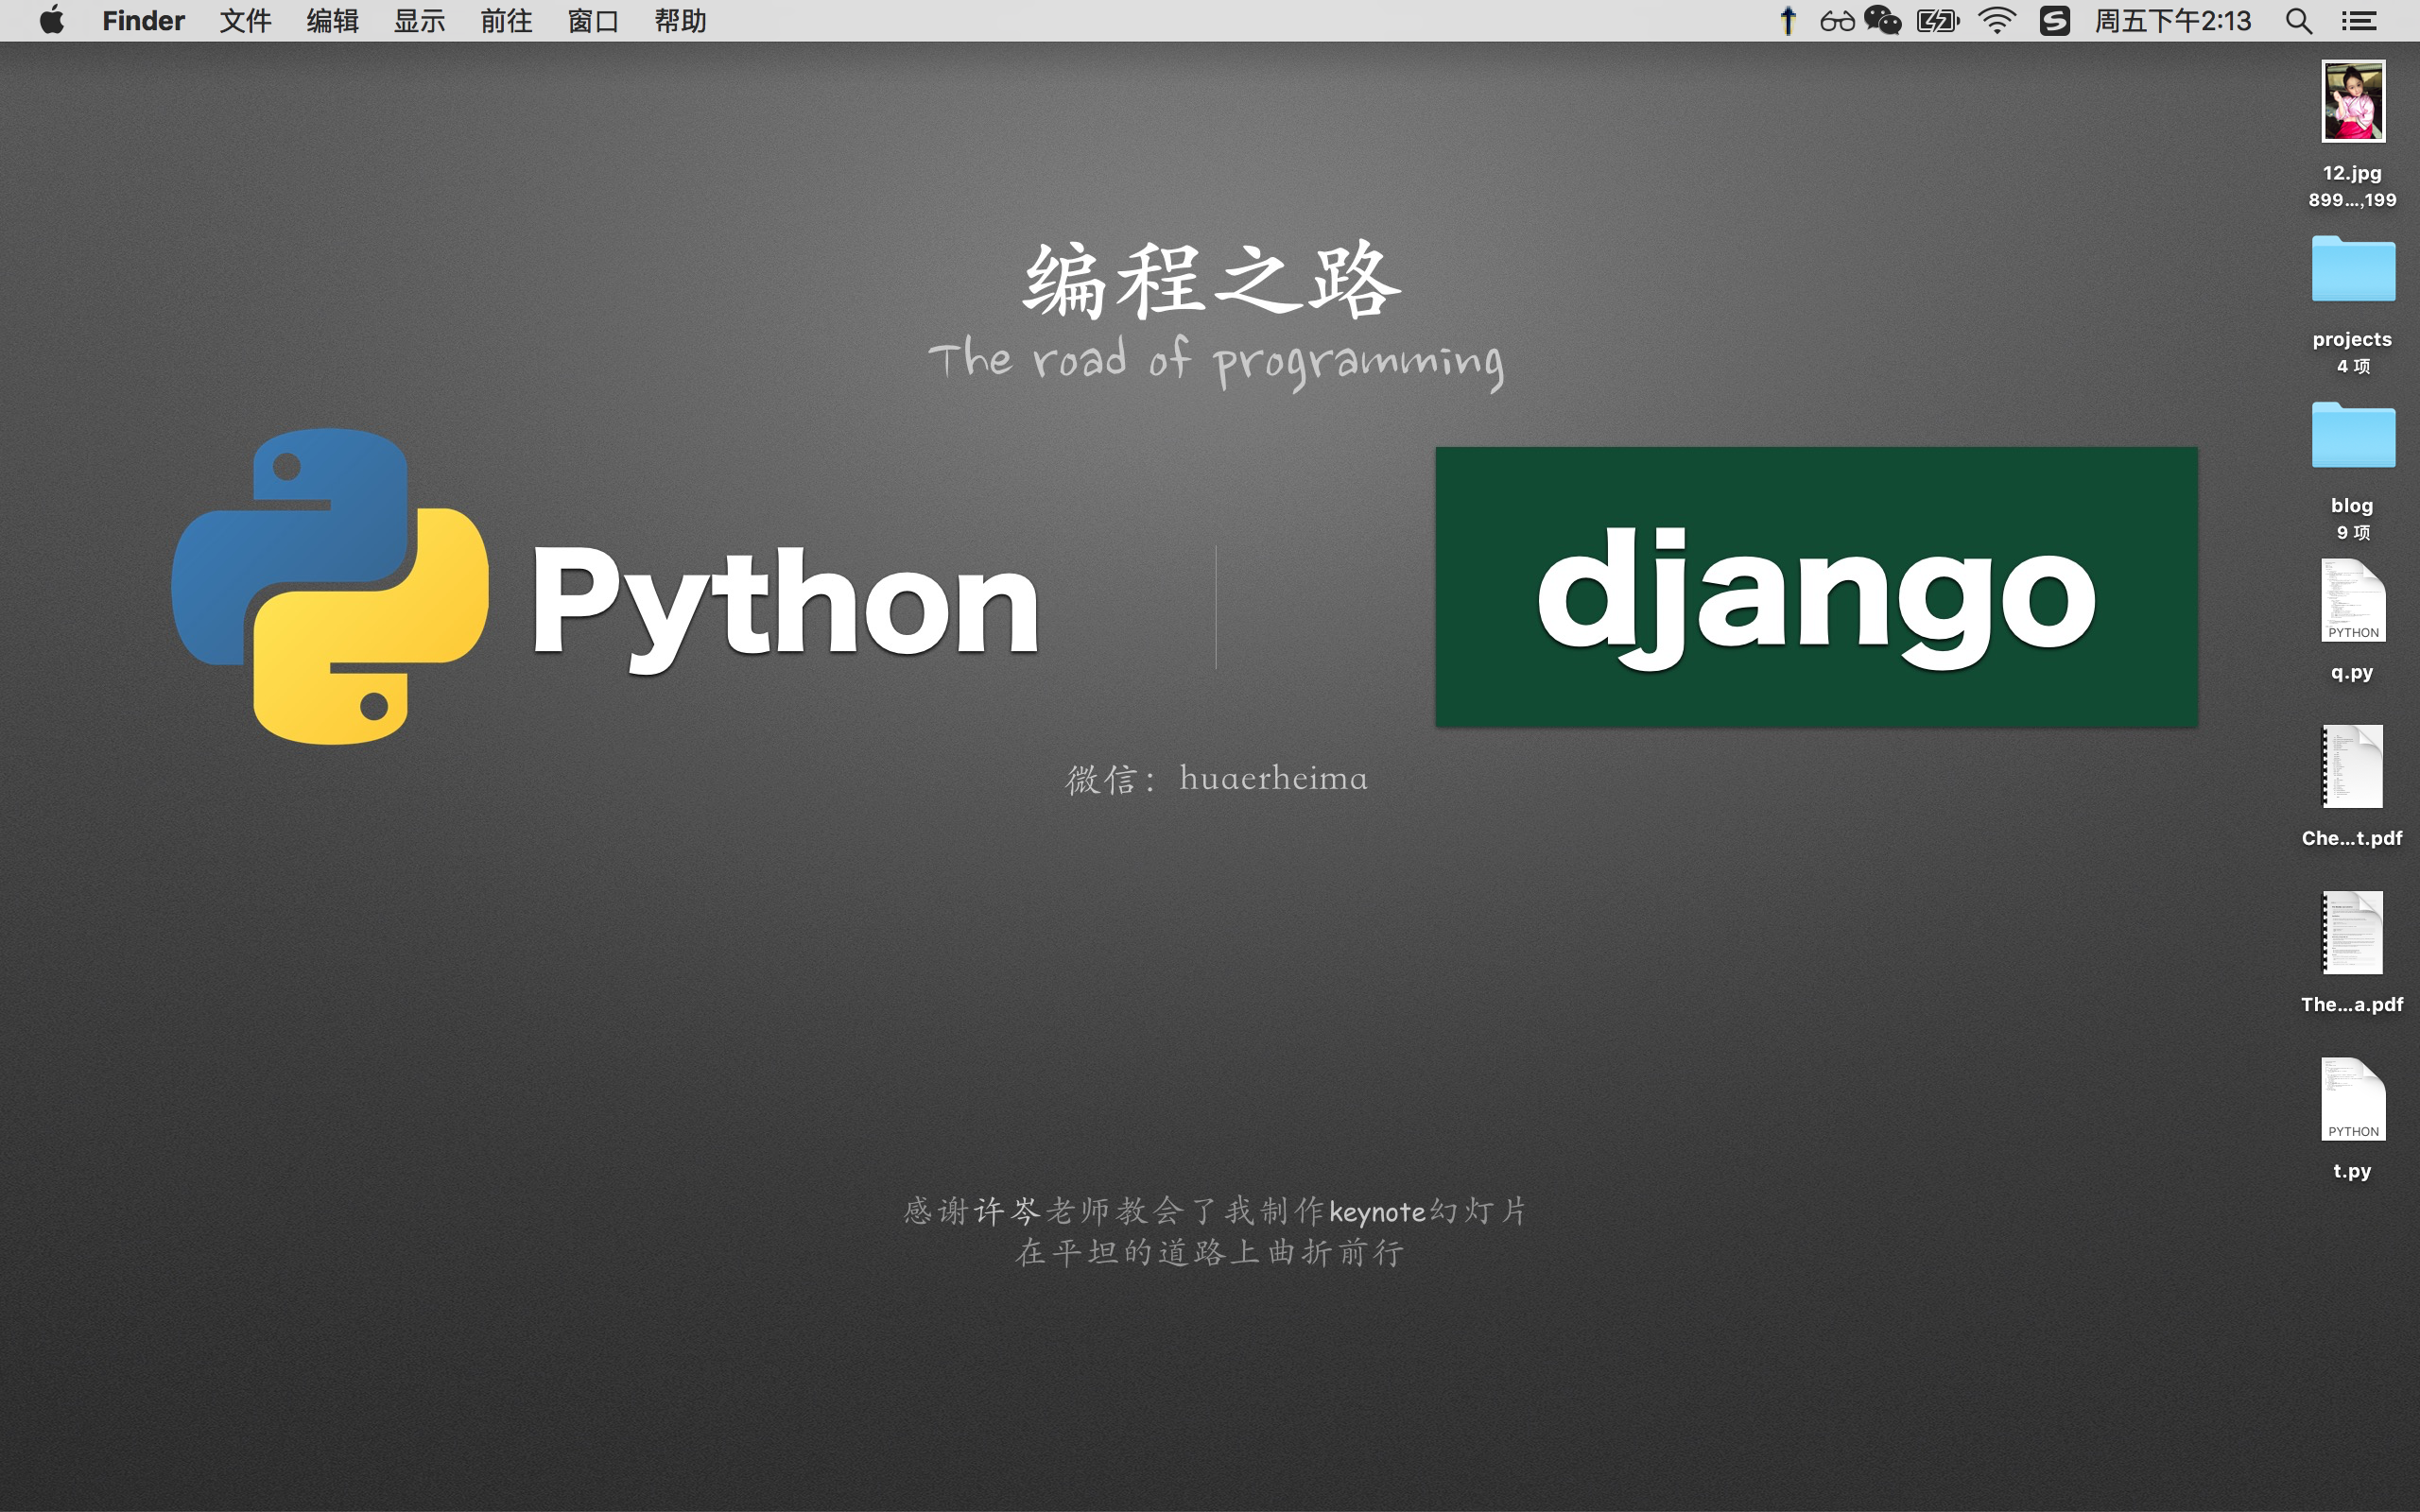 Finder 文件 编辑 显示 前往 窗口 帮助 周五下午2:13
12.jpg
899...,199
编程之路
The road of programming
projects
4 项
blog
9 项
Python
django
PYTHON
q.py
微信：huaerheima
Che...t.pdf
The...a.pdf
PYTHON
t.py
感谢许岑老师教会了我制作keynote幻灯片
在平坦的道路上曲折前行